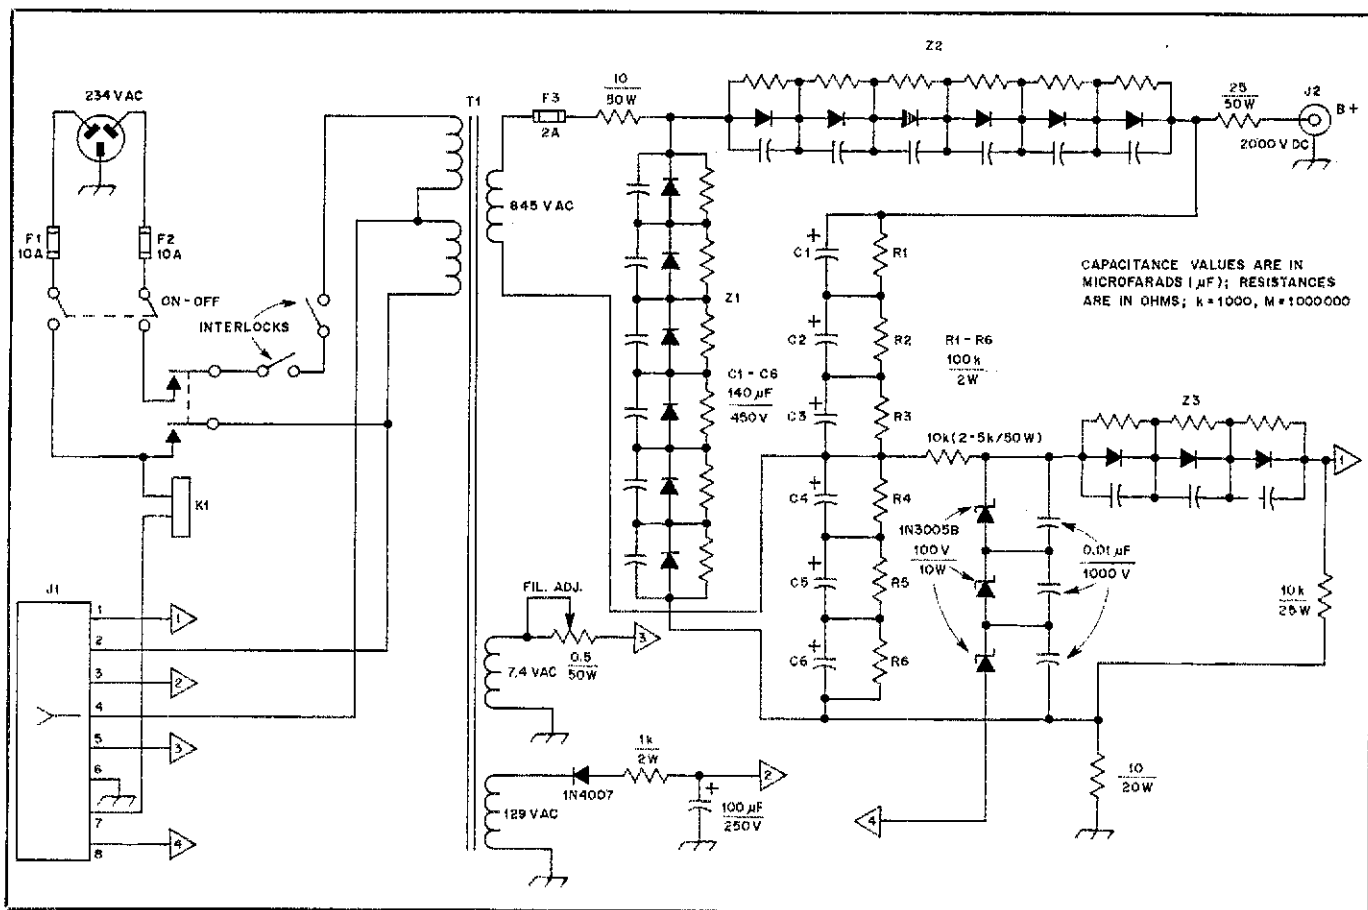 Z2
234 VAC
F1
10A
F2
10A
ON-OFF
INTERLOCKS
K1
J1
1
2
3
4
5
6
7
8
1
2
3
4
T1
F3
2A
10
50W
845 VAC
Z1
C1-C6
140 µF
450V
FIL. ADJ.
0.5
50W
3
7.4 VAC
129 VAC
1N4007
1k
2W
+
100 µF
250V
2
25
50W
J2
B+
2000 V DC
+
C1
R1
+
C2
R2
+
C3
R3
+
C4
R4
+
C5
R5
+
C6
R6
R1-R6
100k
2W
CAPACITANCE VALUES ARE IN
MICROFARADS (µF); RESISTANCES
ARE IN OHMS; k=1000, M=1000000
10k(2-5k/50W)
Z3
1
1N3005B
100V
10W
0.01 µF
1000 V
10k
25W
10
20W
4